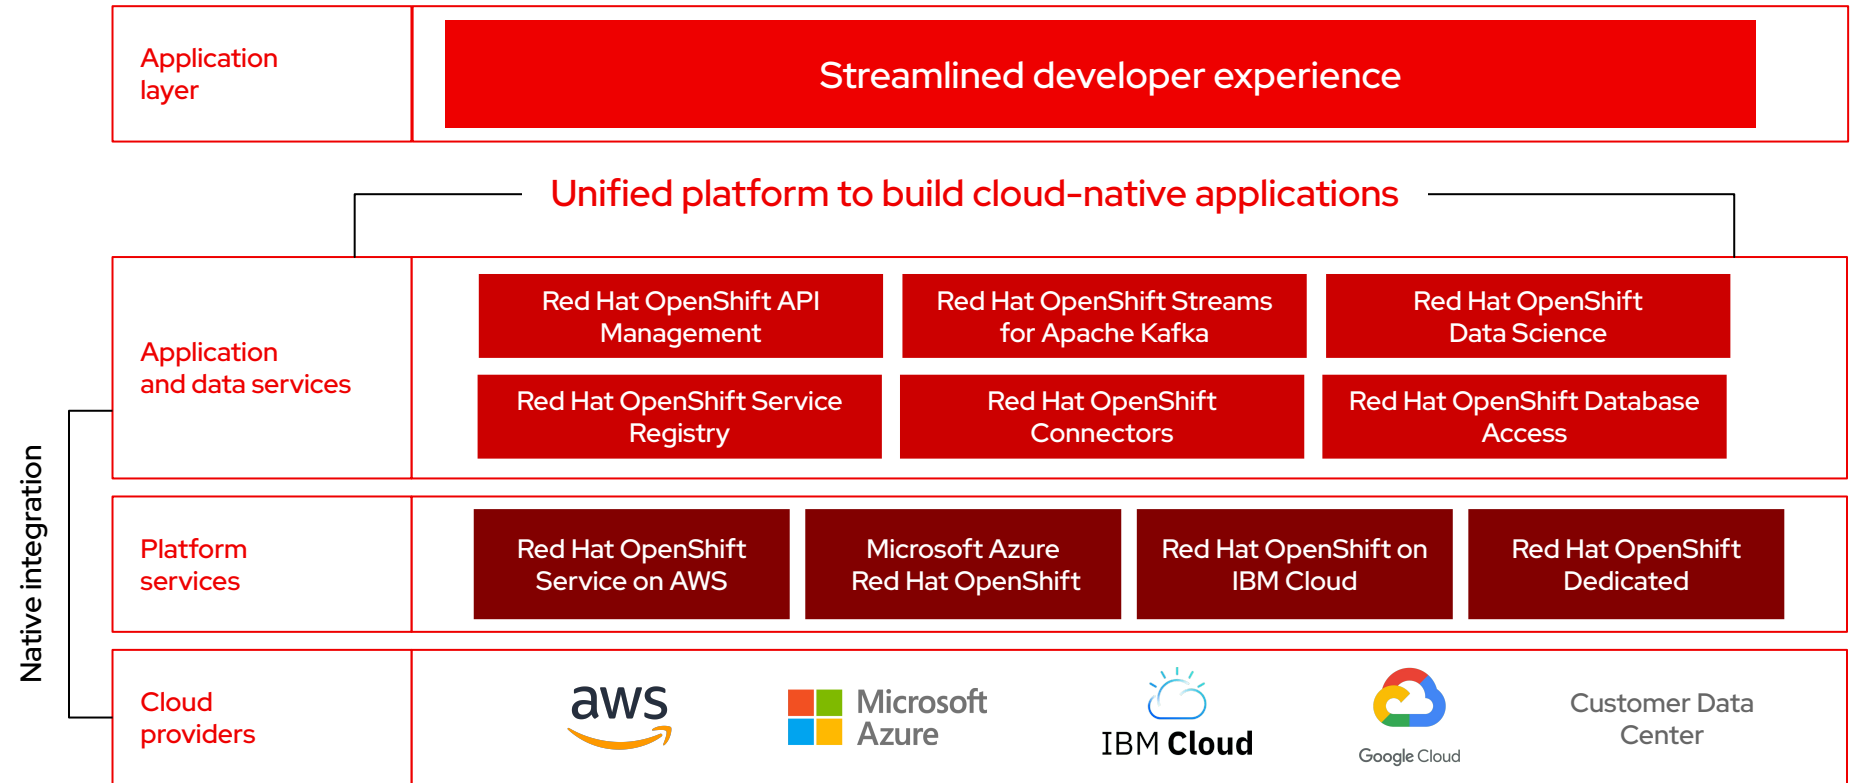 Application
layer
Streamlined developer experience
Unified platform to build cloud-native applications
Application
and data services
Red Hat OpenShift API
Management
Red Hat OpenShift Streams
for Apache Kafka
Red Hat OpenShift
Data Science
Red Hat OpenShift Service
Registry
Red Hat OpenShift
Connectors
Red Hat OpenShift Database
Access
Native integration
Platform
services
Red Hat OpenShift
Service on AWS
Microsoft Azure
Red Hat OpenShift
Red Hat OpenShift on
IBM Cloud
Red Hat OpenShift
Dedicated
Cloud
providers
aws
Microsoft
Azure
IBM Cloud
Google Cloud
Customer Data
Center